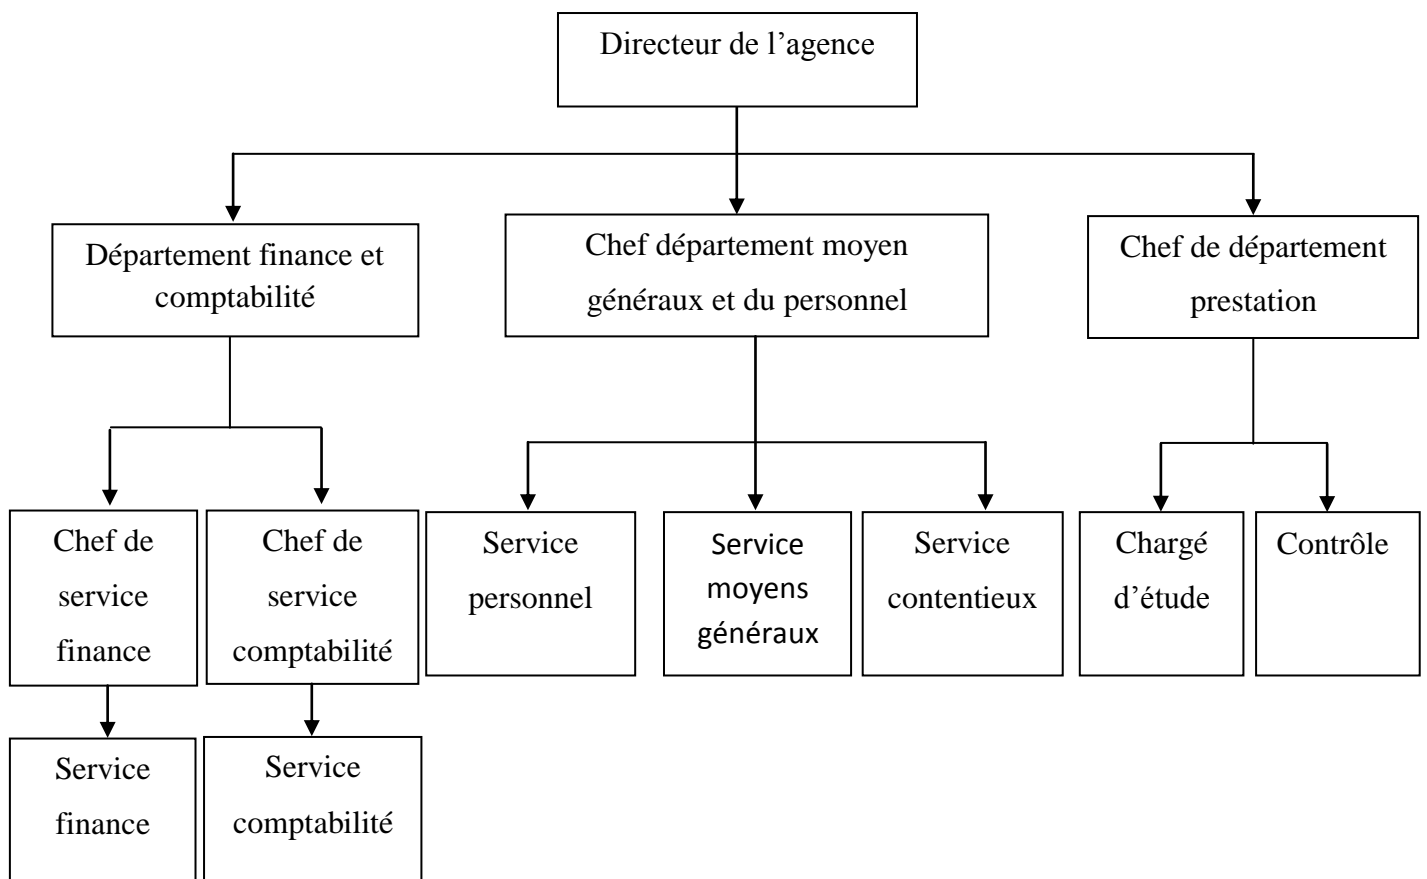 Directeur de l’agence
Département finance et
comptabilité
Chef département moyen
généraux et du personnel
Chef de département
prestation
Chef de
service
finance
Chef de
service
comptabilité
Service
personnel
Service
moyens
généraux
Service
contentieux
Chargé
d’étude
Contrôle
Service
finance
Service
comptabilité